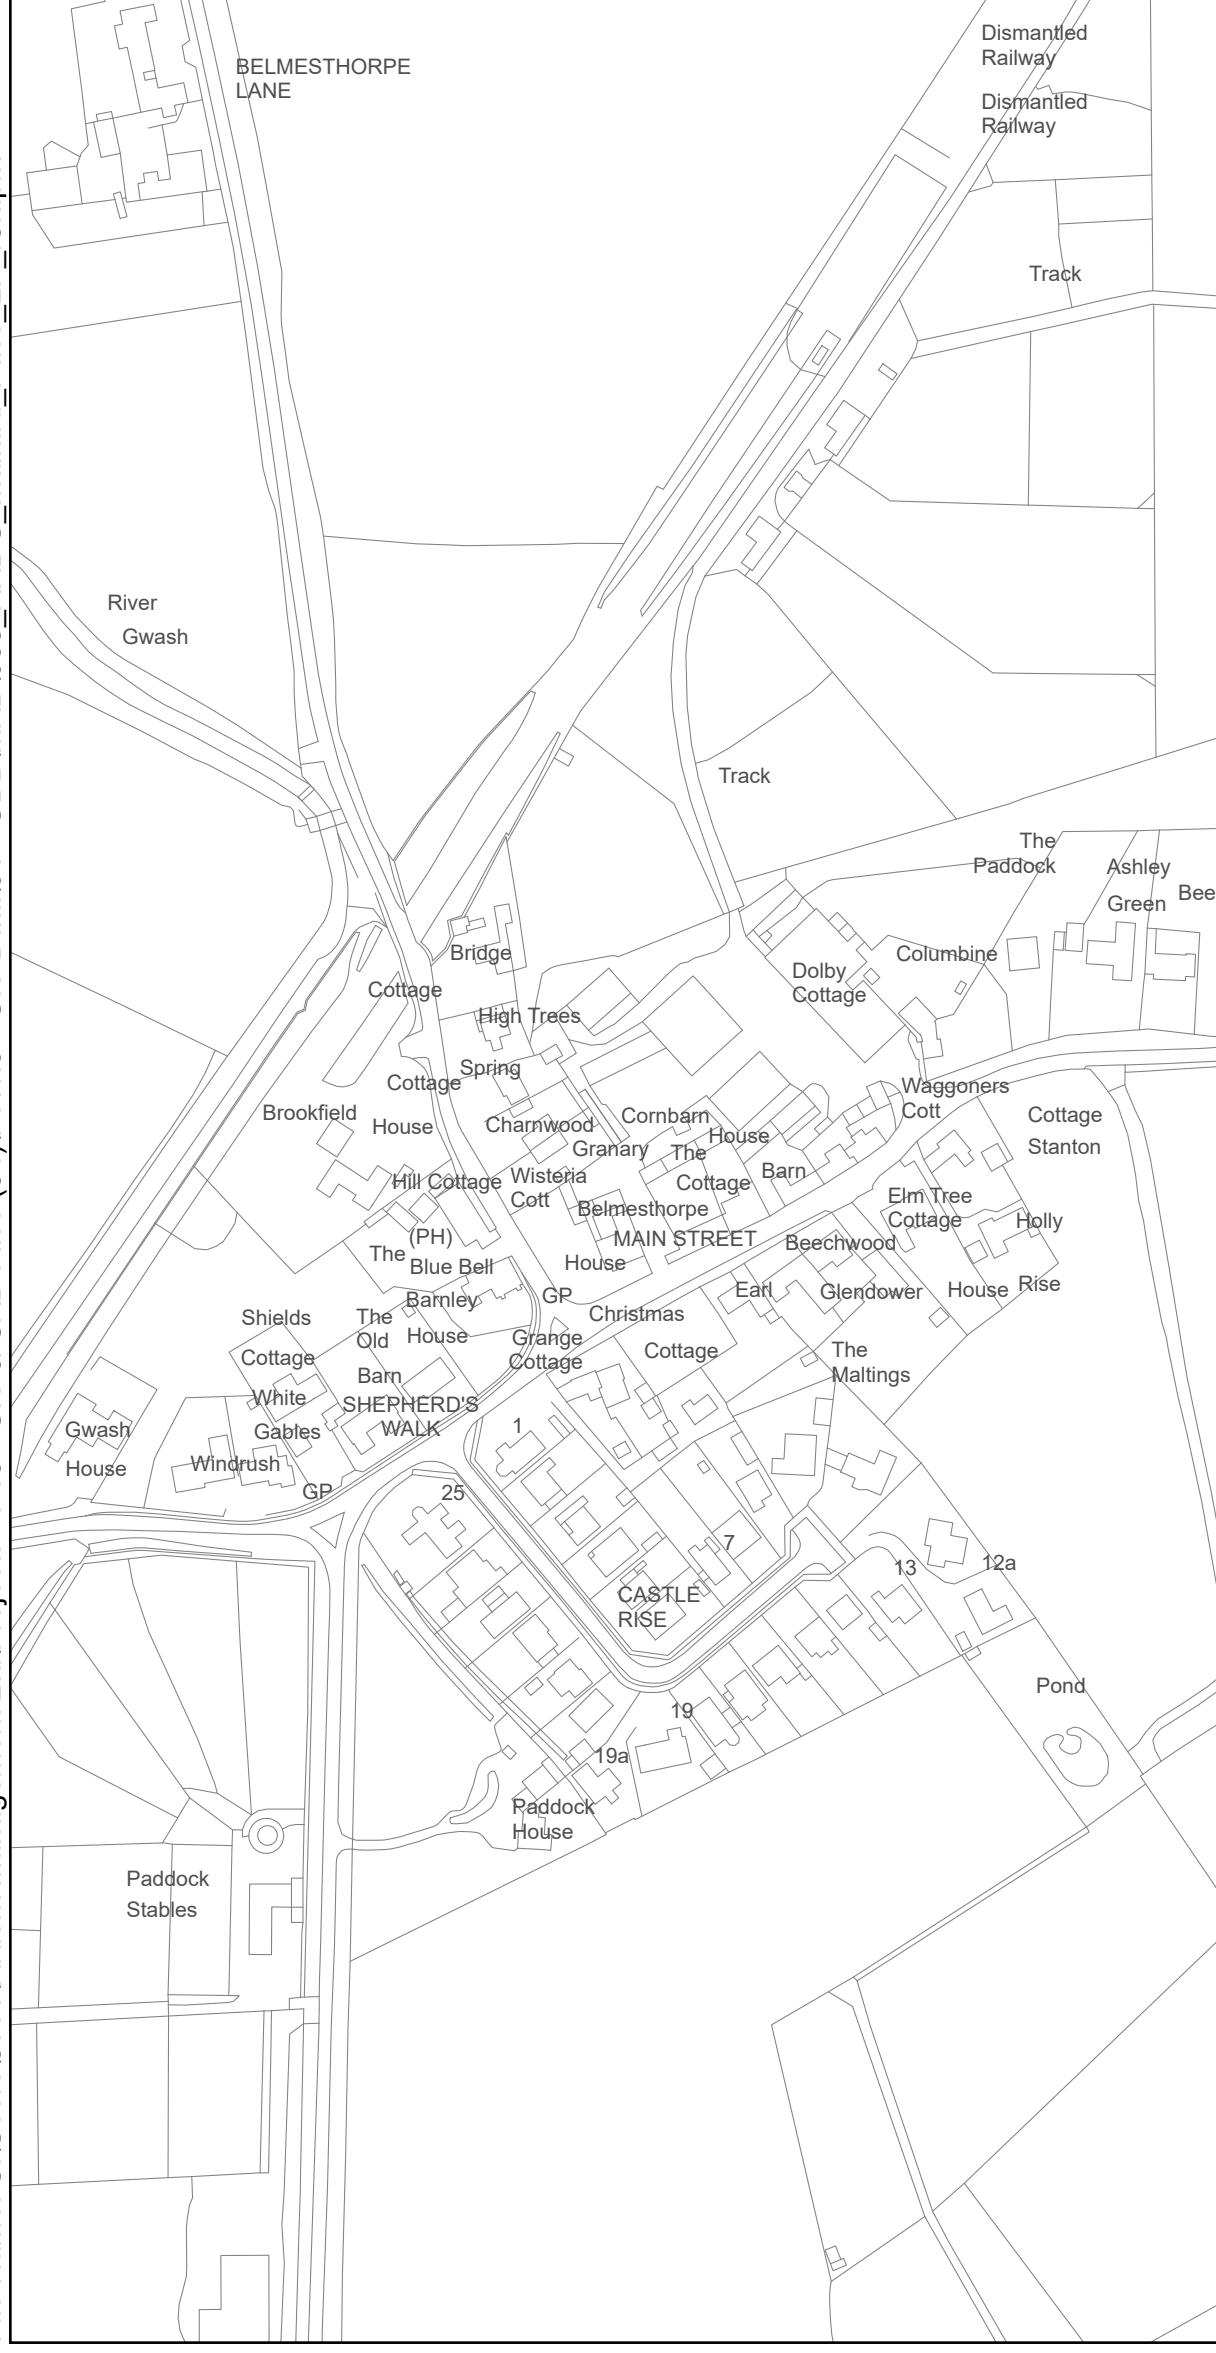 Dismantled
Railway
BELMESTHORPE
LANE
Dismantled
Railway
Track
River
Gwash
Track
The
Paddock
Ashley
Green
Bee
Bridge
Cottage
Columbine
Dolby
Cottage
High Trees
Spring
Cottage
Waggoners
Cott
Brookfield
House
Charnwood
Cornbarn
House
Cottage
Stanton
Granary
The
Hill Cottage
Wisteria
Cott
Cottage
Barn
Belmesthorpe
Elm Tree
Cottage
Holly
(PH)
The
Blue Bell
MAIN STREET
House
Beechwood
Barnley
House
GP
Christmas
Earl
Glendower
House
Rise
Shields
Cottage
The
Old
Barn
Grange
Cottage
Cottage
The
Maltings
White
Gables
SHEPHERD'S
WALK
Gwash
House
Windrush
GP
1
25
7
13
12a
CASTLE
RISE
19
Pond
19a
Paddock
House
Paddock
Stables